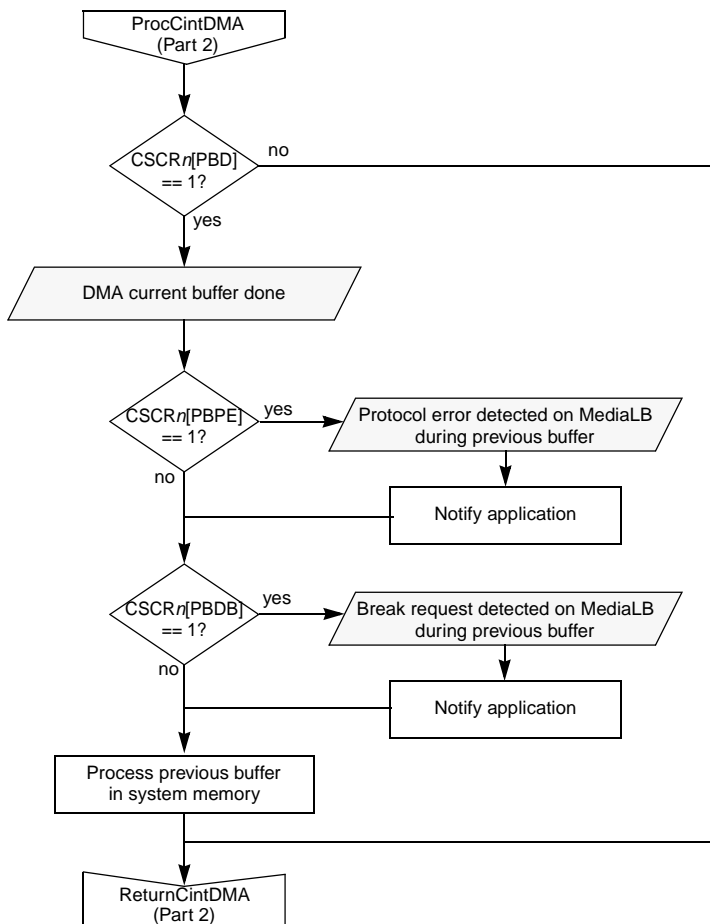 ProcCintDMA
(Part 2)
CSCRn[PBD]
== 1?
no
yes
DMA current buffer done
CSCRn[PBPE]
== 1?
yes
no
Protocol error detected on MediaLB
during previous buffer
Notify application
CSCRn[PBDB]
== 1?
yes
no
Break request detected on MediaLB
during previous buffer
Notify application
Process previous buffer
in system memory
ReturnCintDMA
(Part 2)